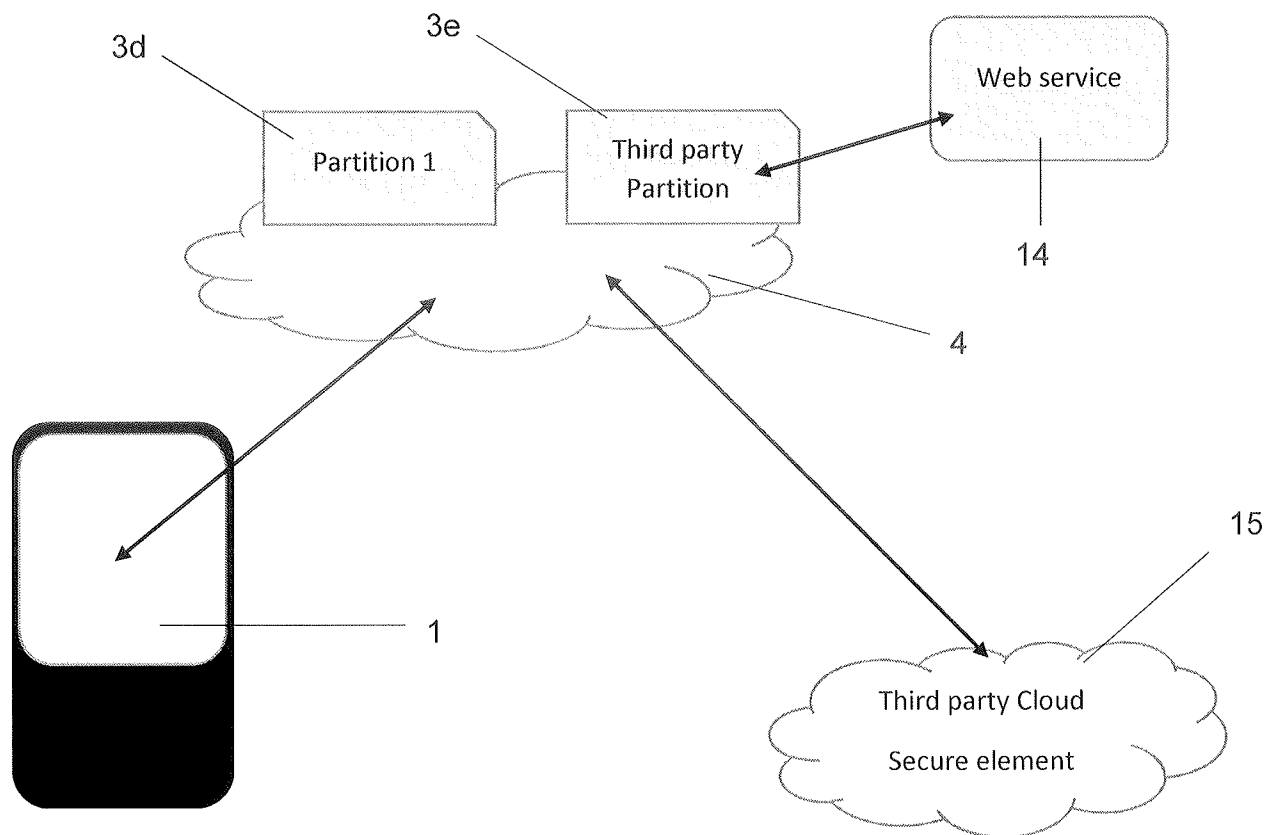 3d
3e
Web service
Partition 1
Third party
Partition
14
4
1
15
Third party Cloud
Secure element